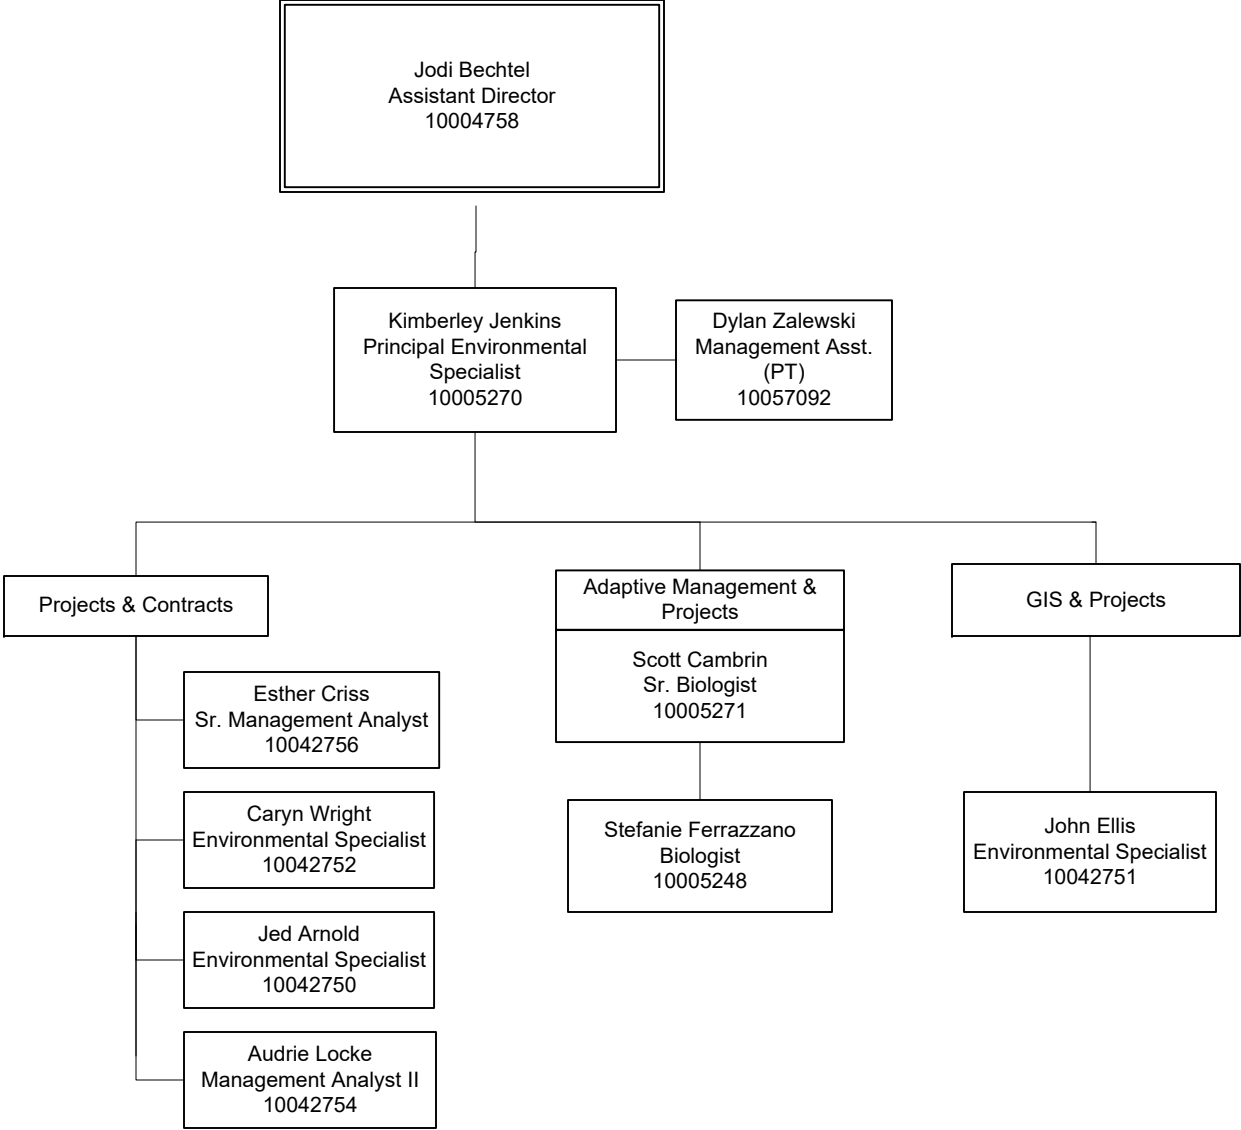 Jodi Bechtel
Assistant Director
10004758
Kimberley Jenkins
Principal Environmental
Specialist
10005270
Dylan Zalewski
Management Asst.
(PT)
10057092
Projects & Contracts
Esther Criss
Sr. Management Analyst
10042756
Caryn Wright
Environmental Specialist
10042752
Jed Arnold
Environmental Specialist
10042750
Audrie Locke
Management Analyst II
10042754
Adaptive Management &
Projects
Scott Cambrin
Sr. Biologist
10005271
Stefanie Ferrazzano
Biologist
10005248
GIS & Projects
John Ellis
Environmental Specialist
10042751